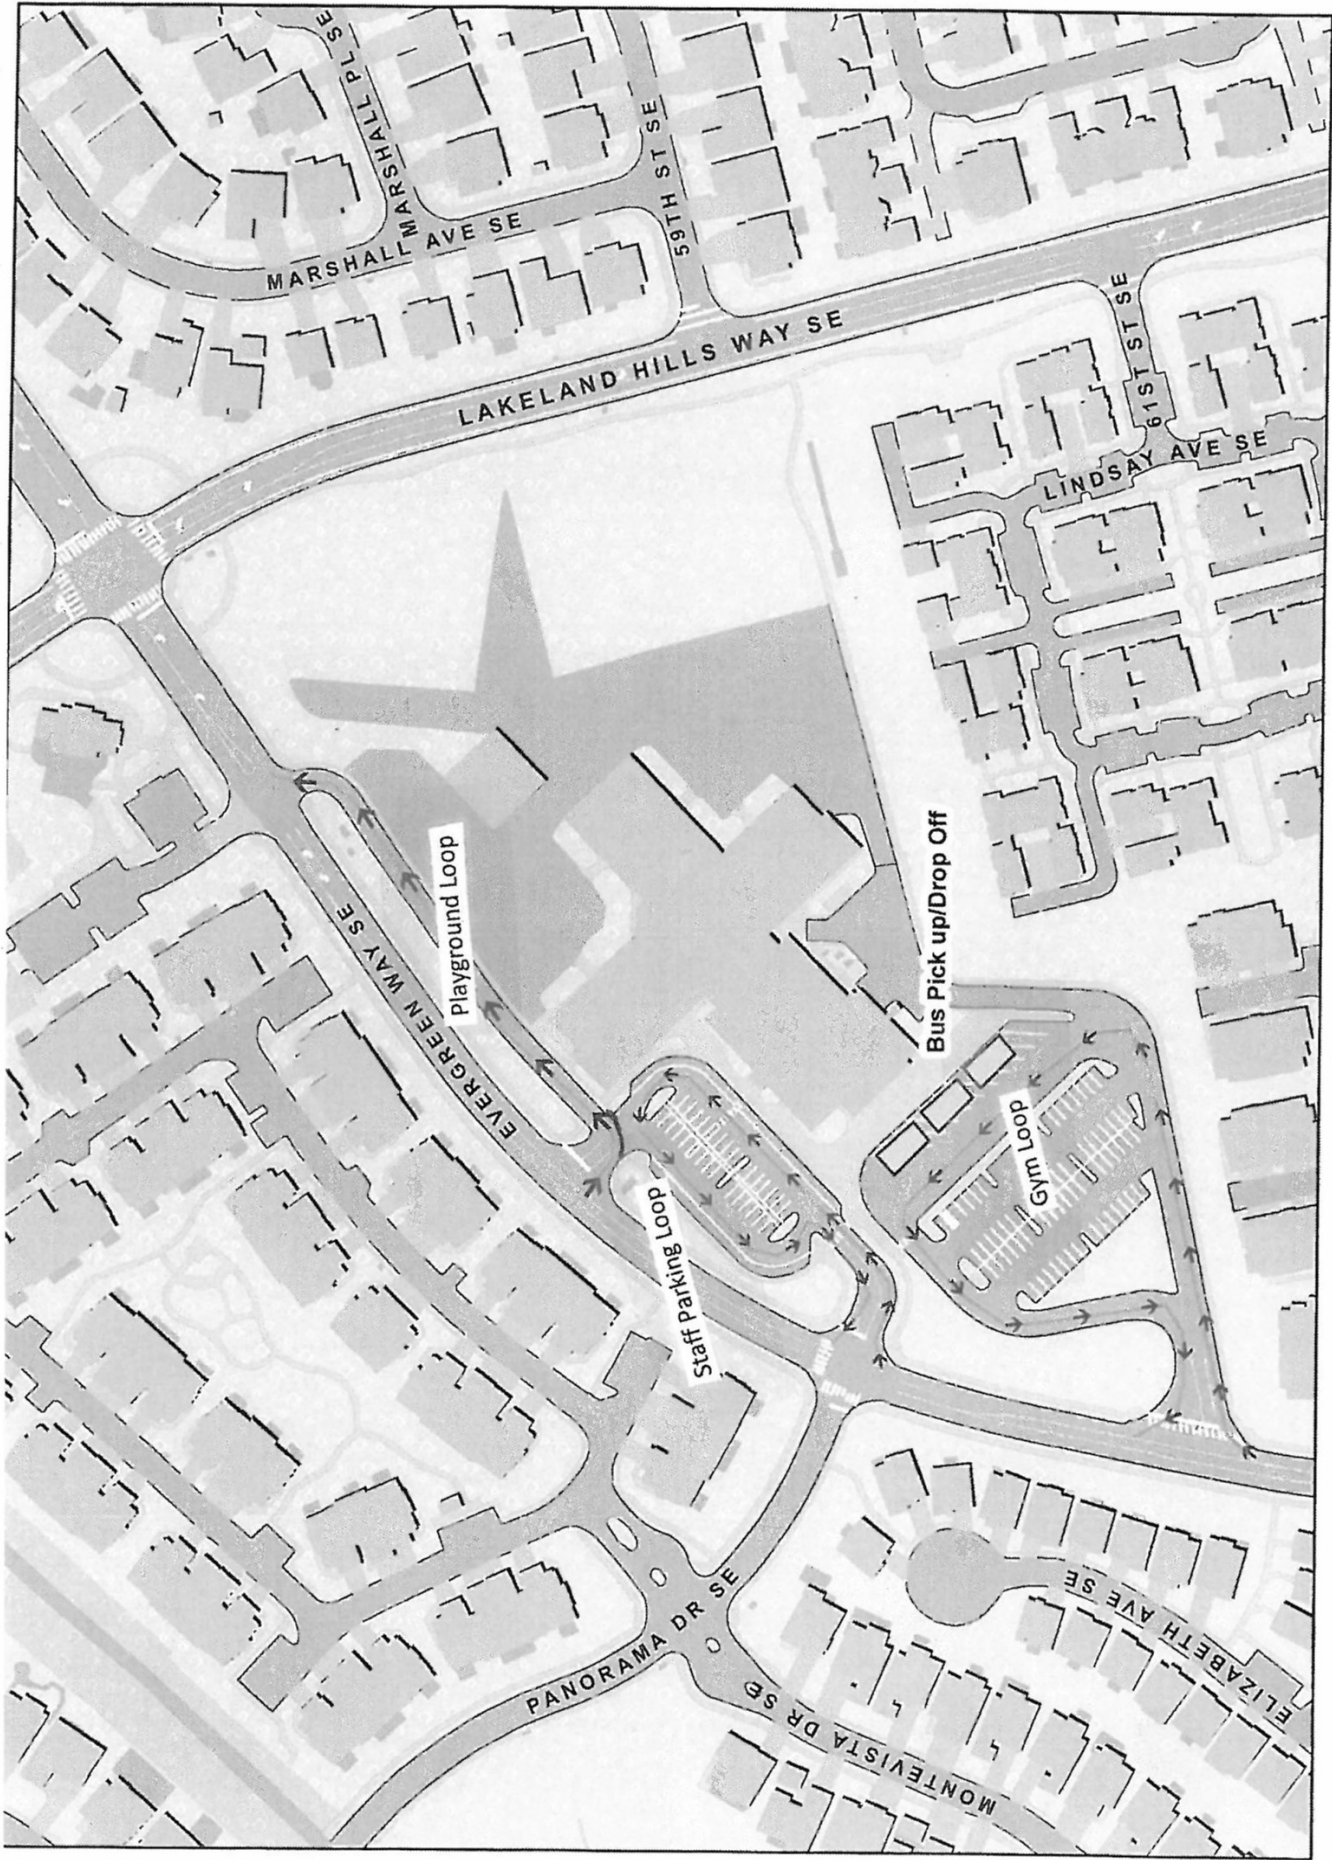 MARSHALL PL SE
MARSHALL AVE SE
59TH ST SE
LAKELAND HILLS WAY SE
61ST ST SE
LINDSAY AVE SE
EVERGREEN WAY SE
Playground Loop
Bus Pick up/Drop Off
Gym Loop
Staff Parking Loop
PANORAMA DR SE
MONTEVISTA DR SE
ELIZABETH AVE SE